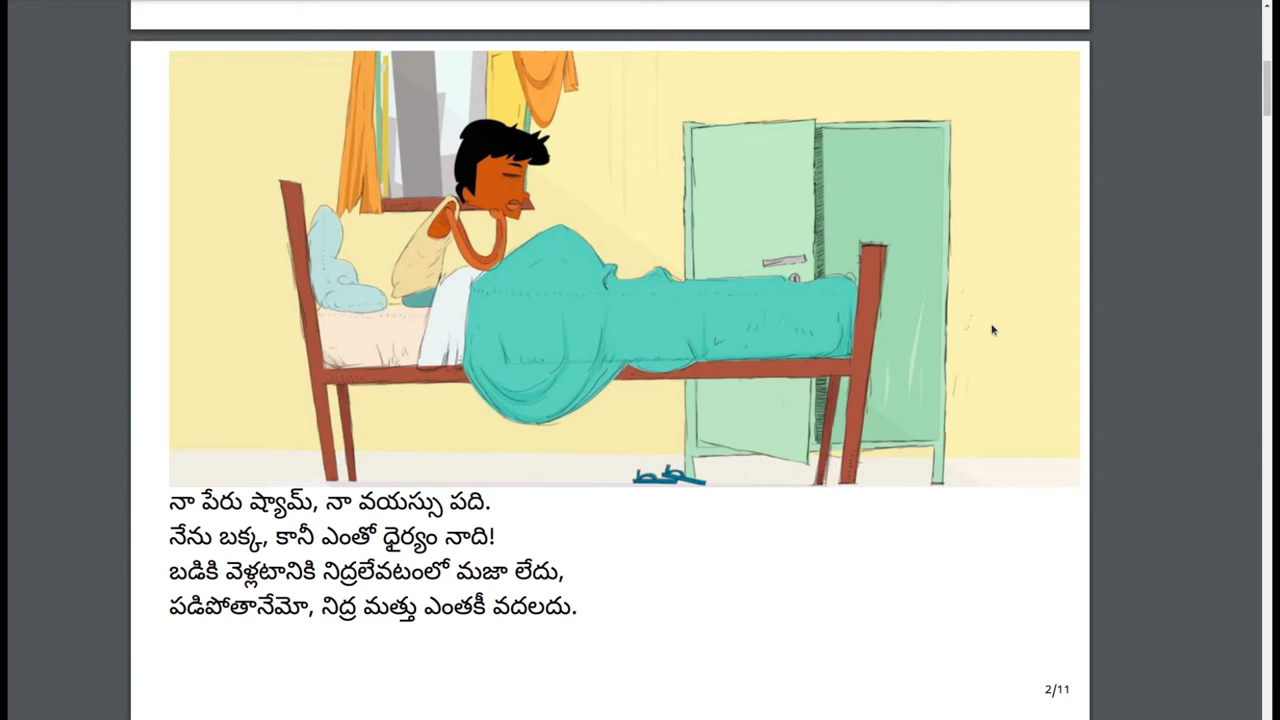 నా పేరు ష్యామ్, నా వయస్సు పది.
నేను బక్క, కానీ ఎంతో ధైర్యం నాది!
బడికి వెళ్లటానికి నిద్రలేవటంలో మజా లేదు,
పడిపోతానేమో, నిద్ర మత్తు ఎంతకీ వదలదు.
2/11